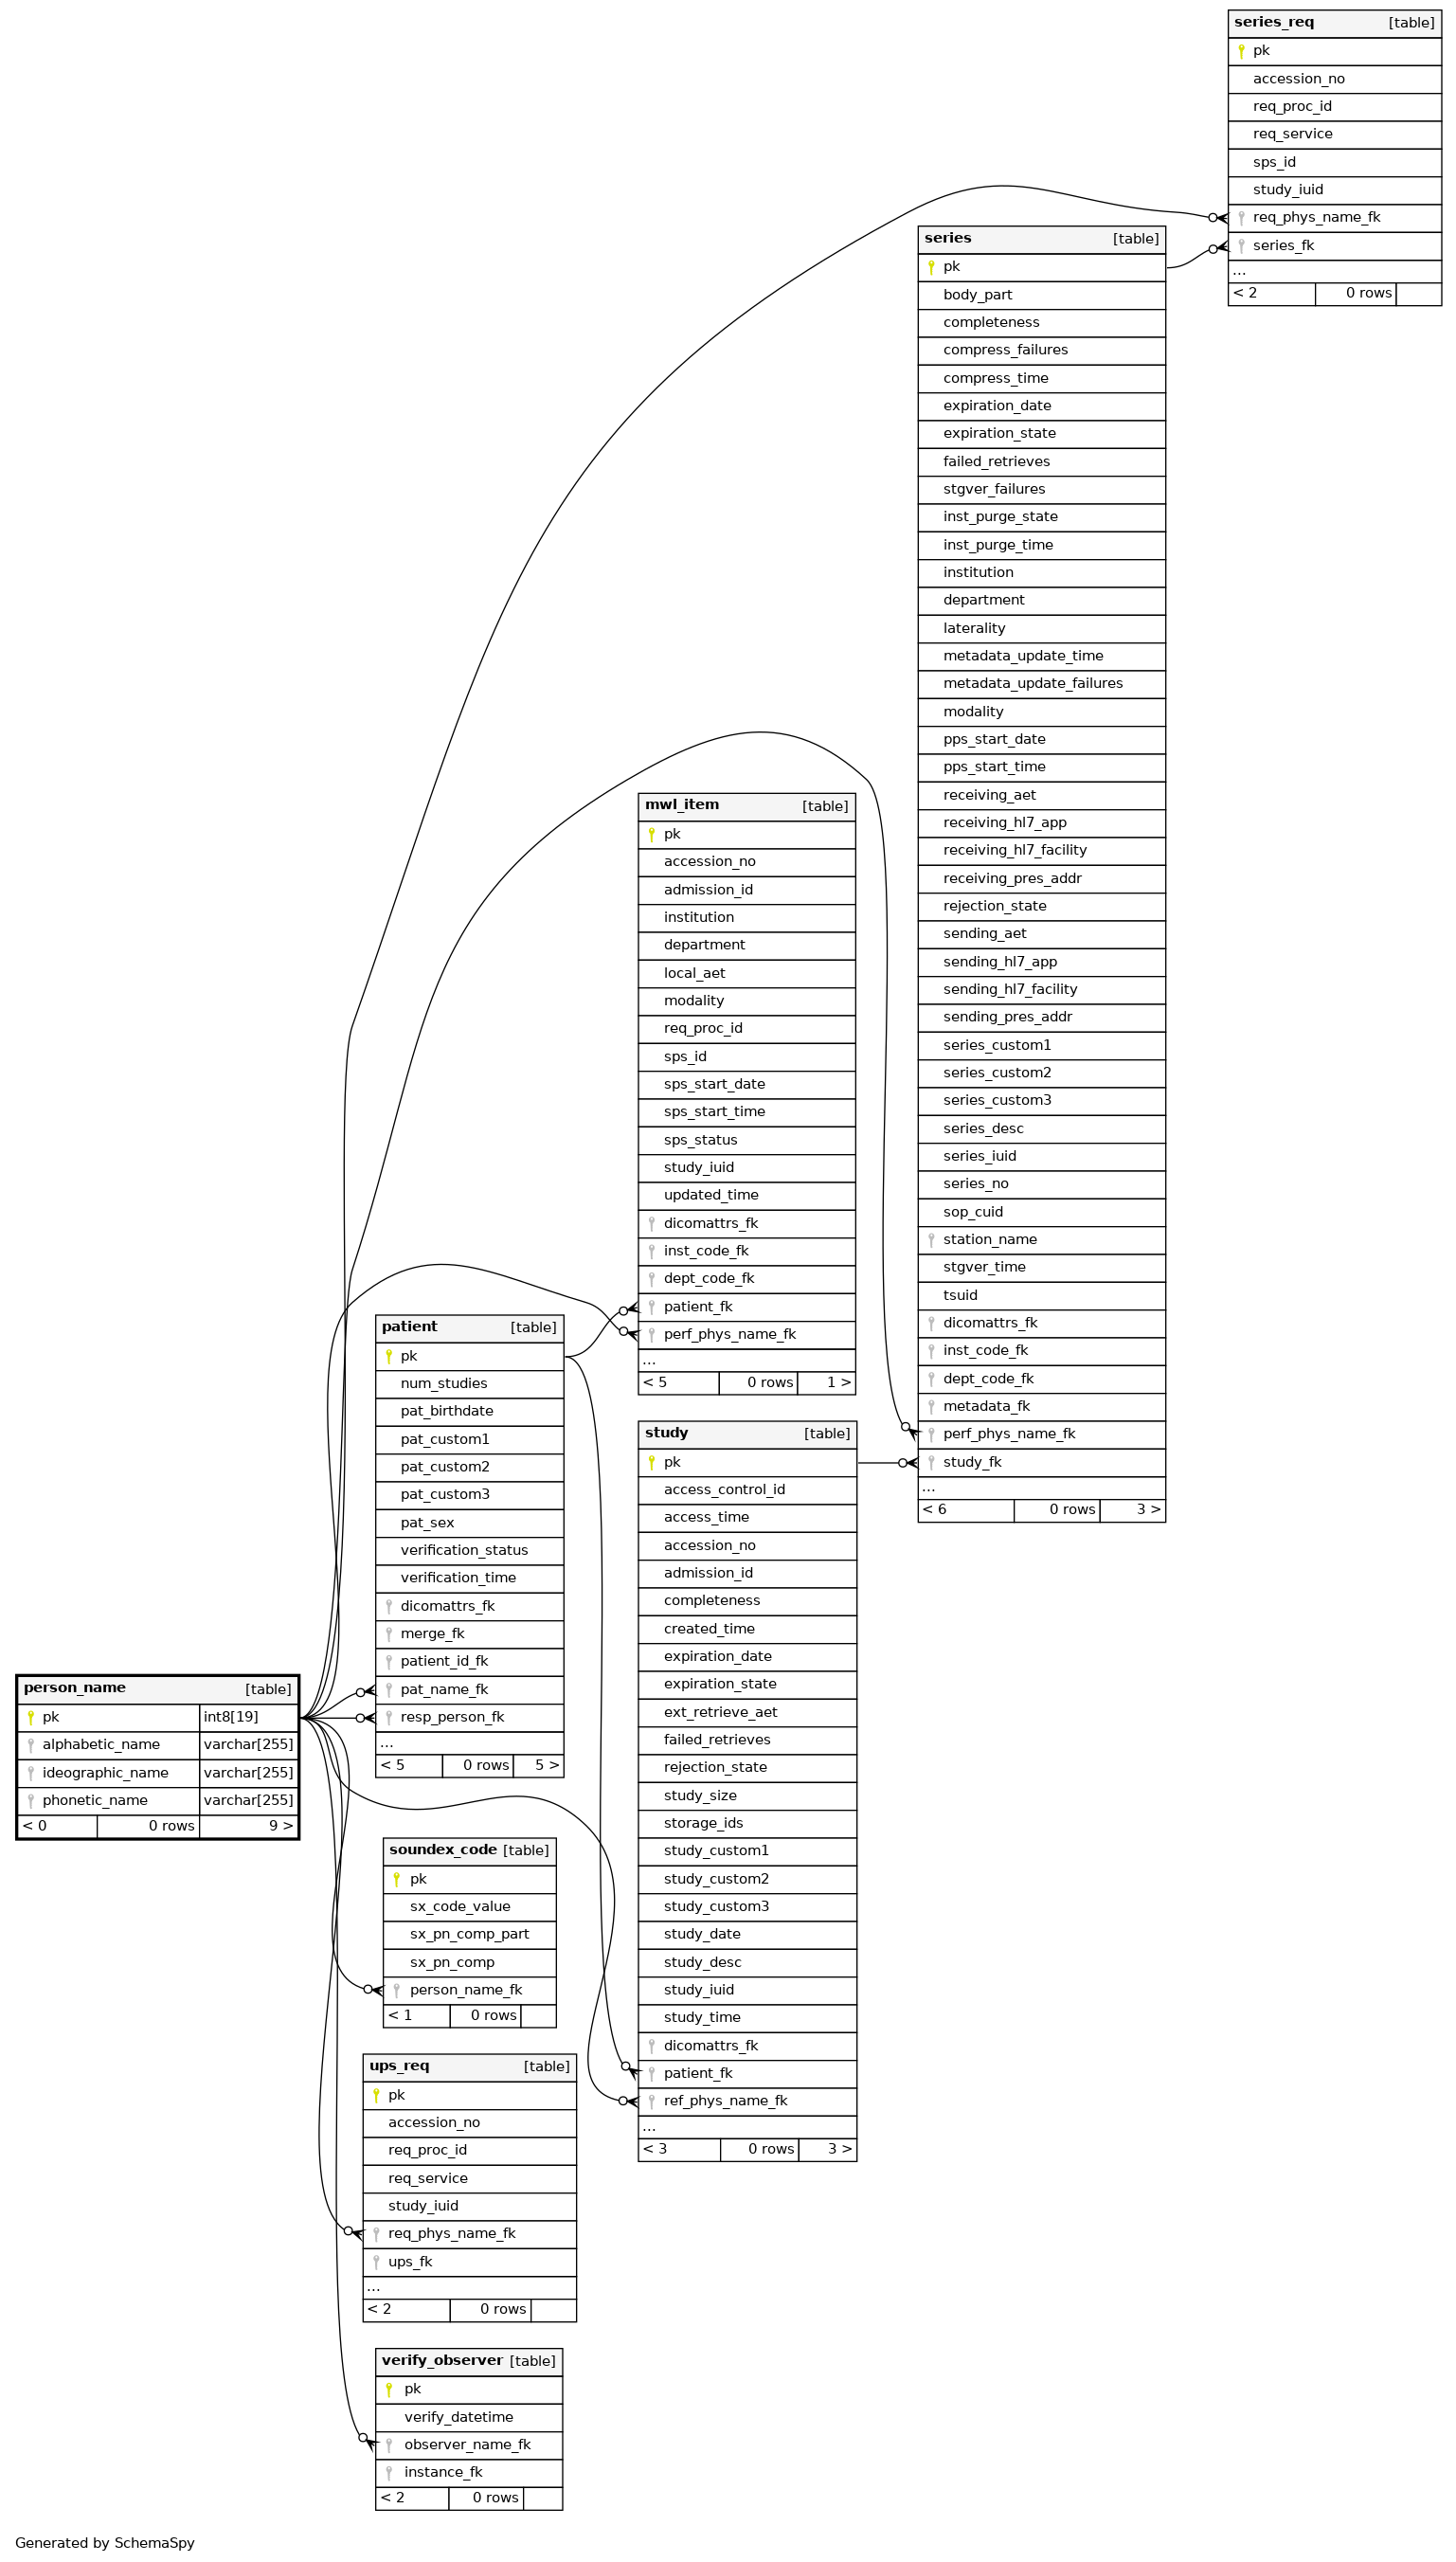 series_req [table]
pk
accession_no
req_proc_id
req_service
sps_id
study_iuid
req_phys_name_fk
series_fk
...
< 2 0 rows
series [table]
pk
body_part
completeness
compress_failures
compress_time
expiration_date
expiration_state
failed_retrieves
stgver_failures
inst_purge_state
inst_purge_time
institution
department
laterality
metadata_update_time
metadata_update_failures
modality
pps_start_date
pps_start_time
receiving_aet
receiving_hl7_app
receiving_hl7_facility
receiving_pres_addr
rejection_state
sending_aet
sending_hl7_app
sending_hl7_facility
sending_pres_addr
series_custom1
series_custom2
series_custom3
series_desc
series_iuid
series_no
sop_cuid
station_name
stgver_time
tsuid
dicomattrs_fk
inst_code_fk
dept_code_fk
metadata_fk
perf_phys_name_fk
study_fk
...
< 6 0 rows 3 >
mwl_item [table]
pk
accession_no
admission_id
institution
department
local_aet
modality
req_proc_id
sps_id
sps_start_date
sps_start_time
sps_status
study_iuid
updated_time
dicomattrs_fk
inst_code_fk
dept_code_fk
patient_fk
perf_phys_name_fk
...
< 5 0 rows 1 >
patient [table]
pk
num_studies
pat_birthdate
pat_custom1
pat_custom2
pat_custom3
pat_sex
verification_status
verification_time
dicomattrs_fk
merge_fk
patient_id_fk
pat_name_fk
resp_person_fk
...
< 5 0 rows 5 >
study [table]
pk
access_control_id
access_time
accession_no
admission_id
completeness
created_time
expiration_date
expiration_state
ext_retrieve_aet
failed_retrieves
rejection_state
study_size
storage_ids
study_custom1
study_custom2
study_custom3
study_date
study_desc
study_iuid
study_time
dicomattrs_fk
patient_fk
ref_phys_name_fk
...
< 3 0 rows 3 >
person_name [table]
pk int8[19]
alphabetic_name varchar[255]
ideographic_name varchar[255]
phonetic_name varchar[255]
< 0 0 rows 9 >
soundex_code [table]
pk
sx_code_value
sx_pn_comp_part
sx_pn_comp
person_name_fk
< 1 0 rows
ups_req [table]
pk
accession_no
req_proc_id
req_service
study_iuid
req_phys_name_fk
ups_fk
...
< 2 0 rows
verify_observer [table]
pk
verify_datetime
observer_name_fk
instance_fk
< 2 0 rows
Generated by SchemaSpy